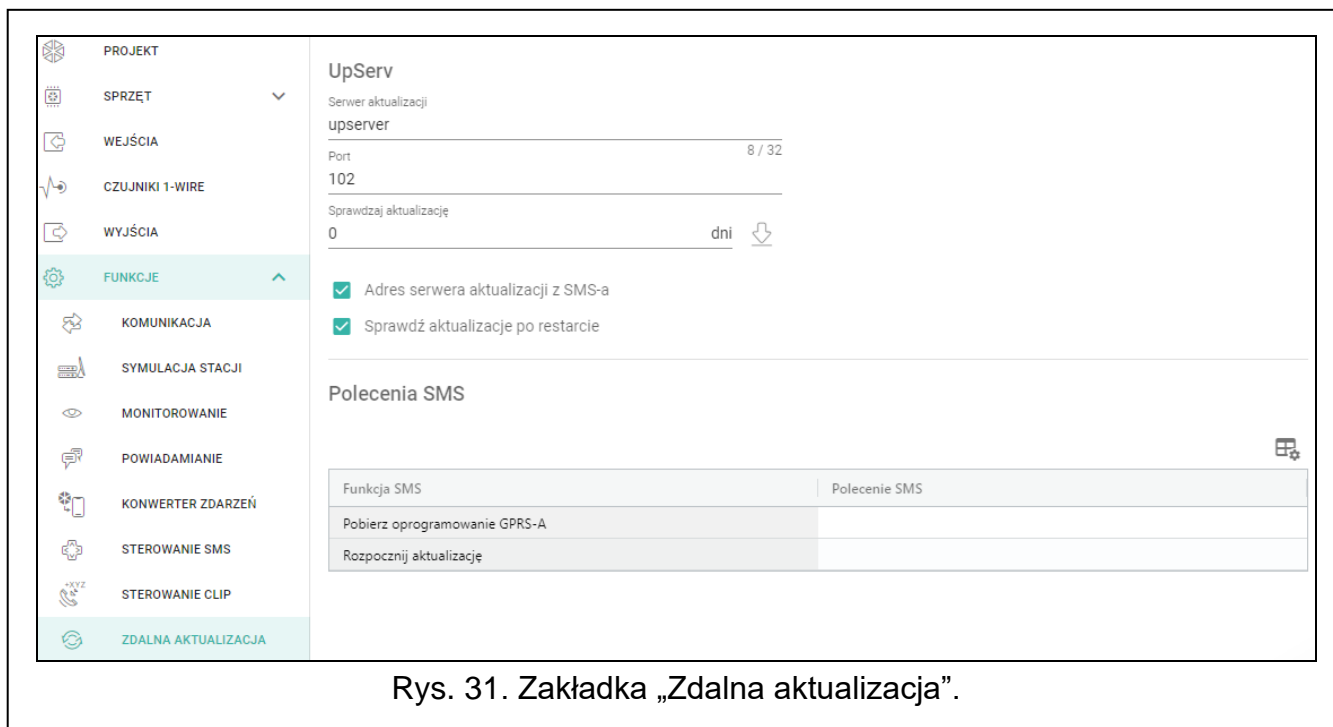 PROJEKT
SPRZĘT
WEJŚCIA
CZUJNIKI 1-WIRE
WYJŚCIA
FUNKCJE
KOMUNIKACJA
SYMULACJA STACJI
MONITOROWANIE
POWIADAMIANIE
KONWERTER ZDARZEŃ
STEROWANIE SMS
+XYZ
STEROWANIE CLIP
ZDALNA AKTUALIZACJA
UpServ
Serwer aktualizacji
upserver
8 / 32
Port
102
Sprawdzaj aktualizację
0 dni
Adres serwera aktualizacji z SMS-a
Sprawdź aktualizacje po restarcie
Polecenia SMS
Funkcja SMS Polecenie SMS
Pobierz oprogramowanie GPRS-A
Rozpocznij aktualizację
Rys. 31. Zakładka „Zdalna aktualizacja”.